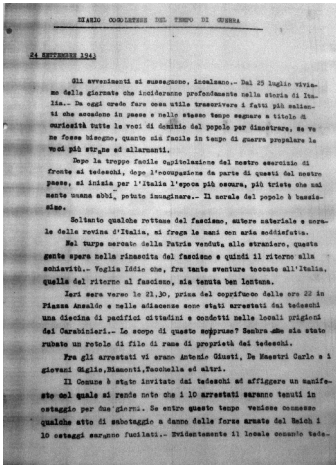 DIARIO COGOLETESE DEL TEMPO DI GUERRA
24 SETTEMBRE 1943
Gli avvenimenti si susseguono, incalzano.- Dal 25 luglio vivia-
mo delle giornate che incideranno profondamente nella storia di Ita-
lia.- Da oggi credo fare cosa utile trascrivere i fatti più salien-
ti che accadono in paese e nello stesso tempo segnare a titolo di
curiosità tutte le voci di dominio del popolo per dimostrare, se ve
ne fosse bisogno, quanto sia facile in tempo di guerra propalare le
voci più strane ed allarmanti.
Dopo la troppo facile capitolazione del nostro esercizio di
fronte ai tedeschi, dopo l'occupazione da parte di questi del nostro
paese, si inizia per l'Italia l'epoca più oscura, più triste che mai
mente umana abbia potuto immaginare.- Il morale del popolo è bassis-
simo.
Soltanto qualche rottame del fascismo, autore materiale e mora-
le della rovina d'Italia, si frega le mani con aria soddisfatta.
Nel turpe mercato della Patria venduta allo straniero, questa
gente spera nella rinascita del fascismo e quindi il ritorno alla
schiavitù.- Voglia Iddio che, fra tante sventure toccate all'Italia,
quella del ritorno al fascismo, sia tenuta ben lontana.
Ieri sera verso le 21,30, prima del coprifuoco delle ore 22 in
Piazza Ansaldo e nelle adiacenze sono stati arrestati dai tedeschi
una diecina di pacifici cittadini e condotti nelle locali prigioni
dei Carabinieri.- Lo scopo di questo sopruso? Sembra che sia stato
rubato un rotolo di filo di rame di proprietà dei tedeschi.
Fra gli arrestati vi erano Antonio Giusti, De Maestri Carlo e i
giovani Giglio, Bianchi, Vacchella ed altri.
Il Comune è stato invitato dai tedeschi ad affiggere un manife-
sto col quale si rende noto che i 10 arrestati saranno tenuti in
ostaggio per due giorni. Se entro questo tempo venisse commesso
qualche atto di sabotaggio a danno delle forze armate del Reich i
10 ostaggi saranno fucilati.- Evidentemente il locale comando tede-